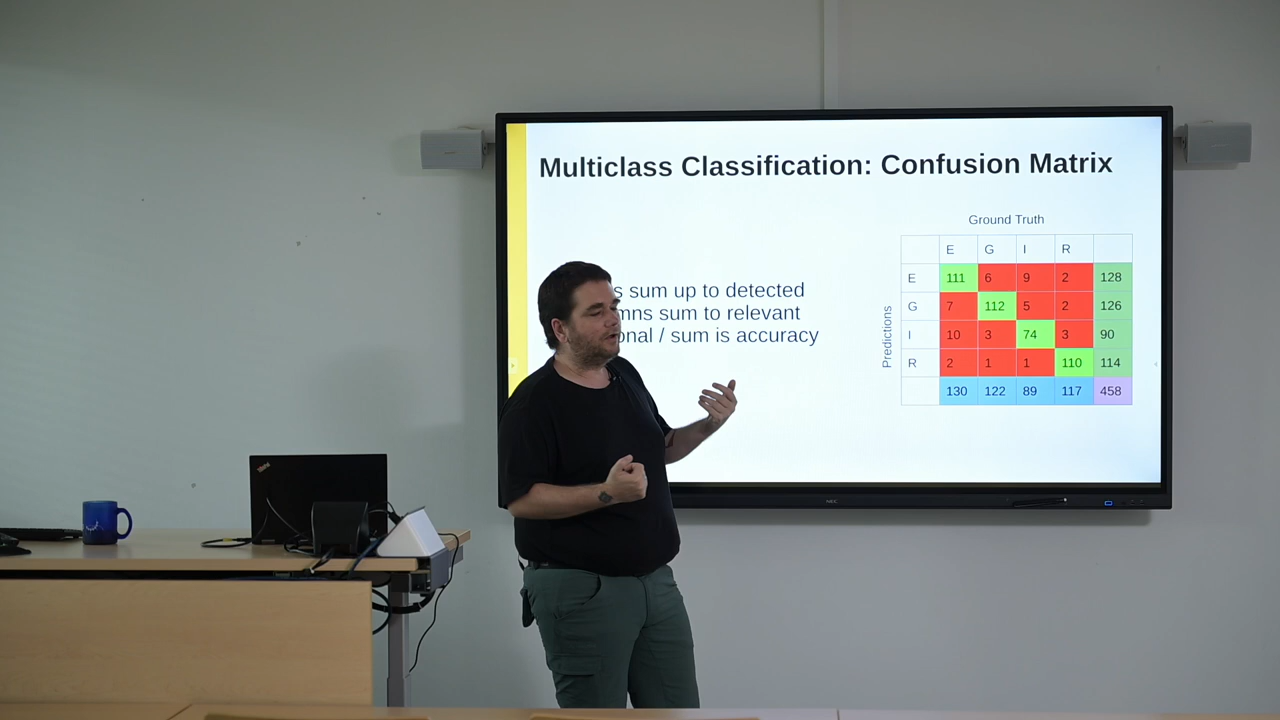 Multiclass Classification: Confusion Matrix
Ground Truth
E G I R
E 111 6 9 2 128
G 7 112 5 2 126
I 10 3 74 3 90
R 2 1 1 110 114
130 122 89 117 458
Predictions
sum up to detected
sum to relevant
/ sum is accuracy
NEC
ThinkPad